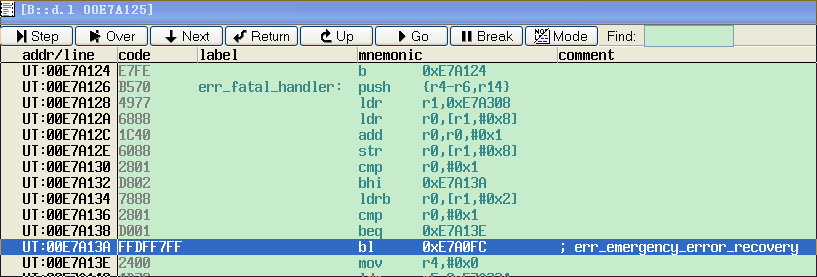 [B::d.l 00E7A125]
Step Over Next Return Up Go Break Mode Find:
addr/line code label mnemonic comment
UT:00E7A124 E7FE b 0xE7A124
UT:00E7A126 B570 err_fatal_handler: push {r4-r6,r14}
UT:00E7A128 4977 ldr r1,0xE7A308
UT:00E7A12A 6888 ldr r0,[r1,#0x8]
UT:00E7A12C 1C40 add r0,r0,#0x1
UT:00E7A12E 6088 str r0,[r1,#0x8]
UT:00E7A130 2801 cmp r0,#0x1
UT:00E7A132 D802 bhi 0xE7A13A
UT:00E7A134 7888 ldrb r0,[r1,#0x2]
UT:00E7A136 2801 cmp r0,#0x1
UT:00E7A138 D001 beq 0xE7A13E
UT:00E7A13A FFDFF7FF bl 0xE7A0FC ; err_emergency_error_recovery
UT:00E7A13E 2400 mov r4,#0x0